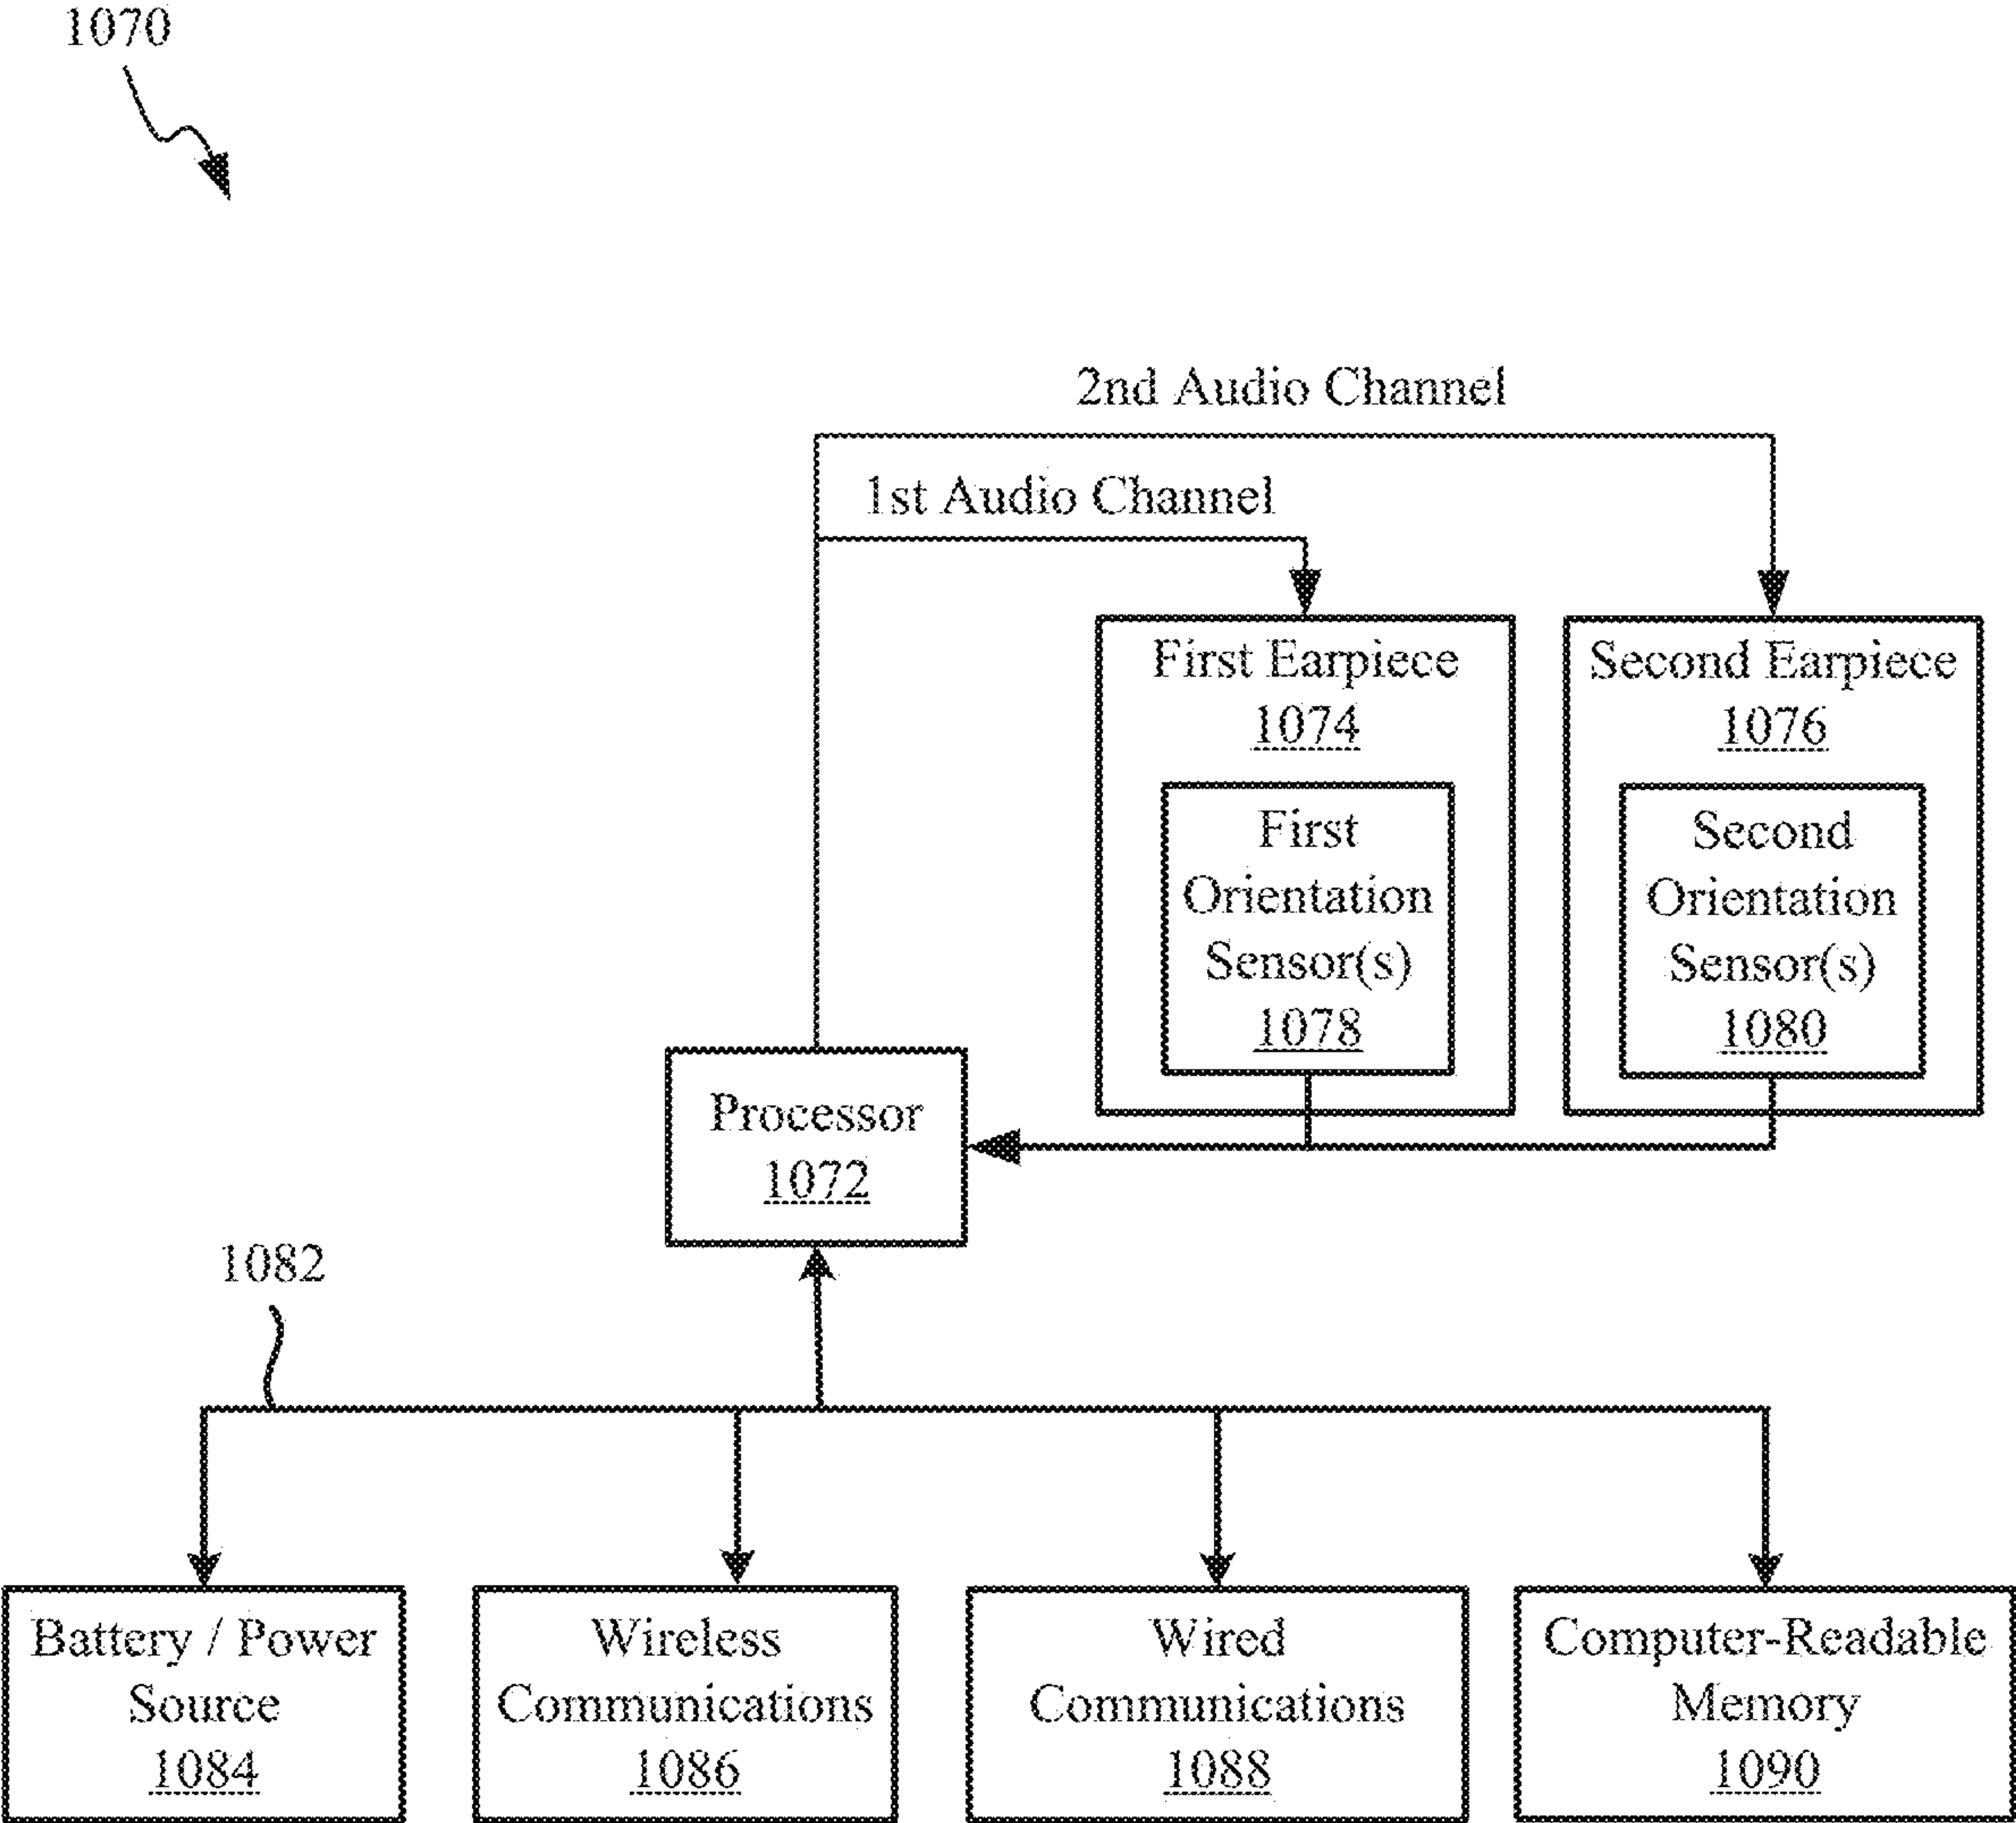 1070
2nd Audio Channel
1st Audio Channel
First Earpiece
1074
Second Earpiece
1076
First
Orientation
Sensor(s)
1078
Second
Orientation
Sensor(s)
1080
Processor
1072
1082
Battery / Power
Source
1084
Wireless
Communications
1086
Wired
Communications
1088
Computer-Readable
Memory
1090